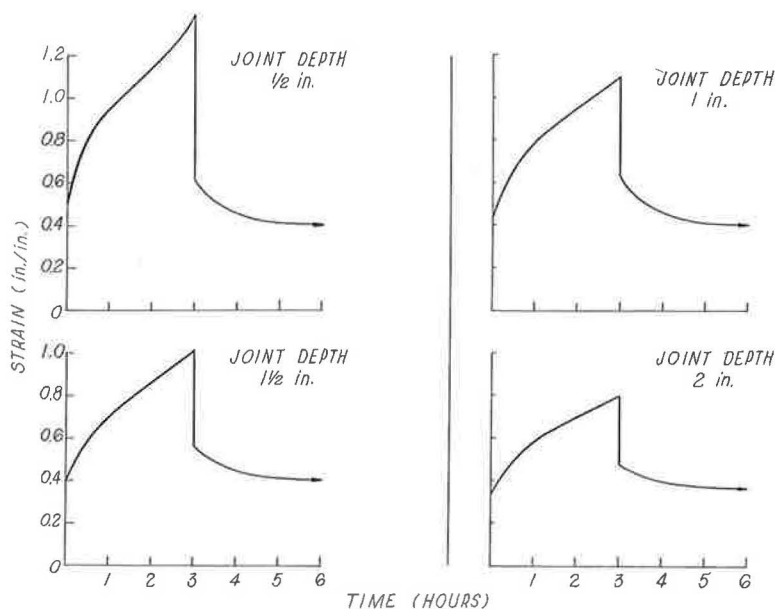 1.2
1.0
0.8
0.6
0.4
0.2
0
JOINT DEPTH
1/2 in.
1 2 3 4 5 6
JOINT DEPTH
1 in.
1.0
0.8
0.6
0.4
0.2
0
JOINT DEPTH
1½ in.
1 2 3 4 5 6
JOINT DEPTH
2 in.
1 2 3 4 5 6
STRAIN (in./in.)
TIME (HOURS)